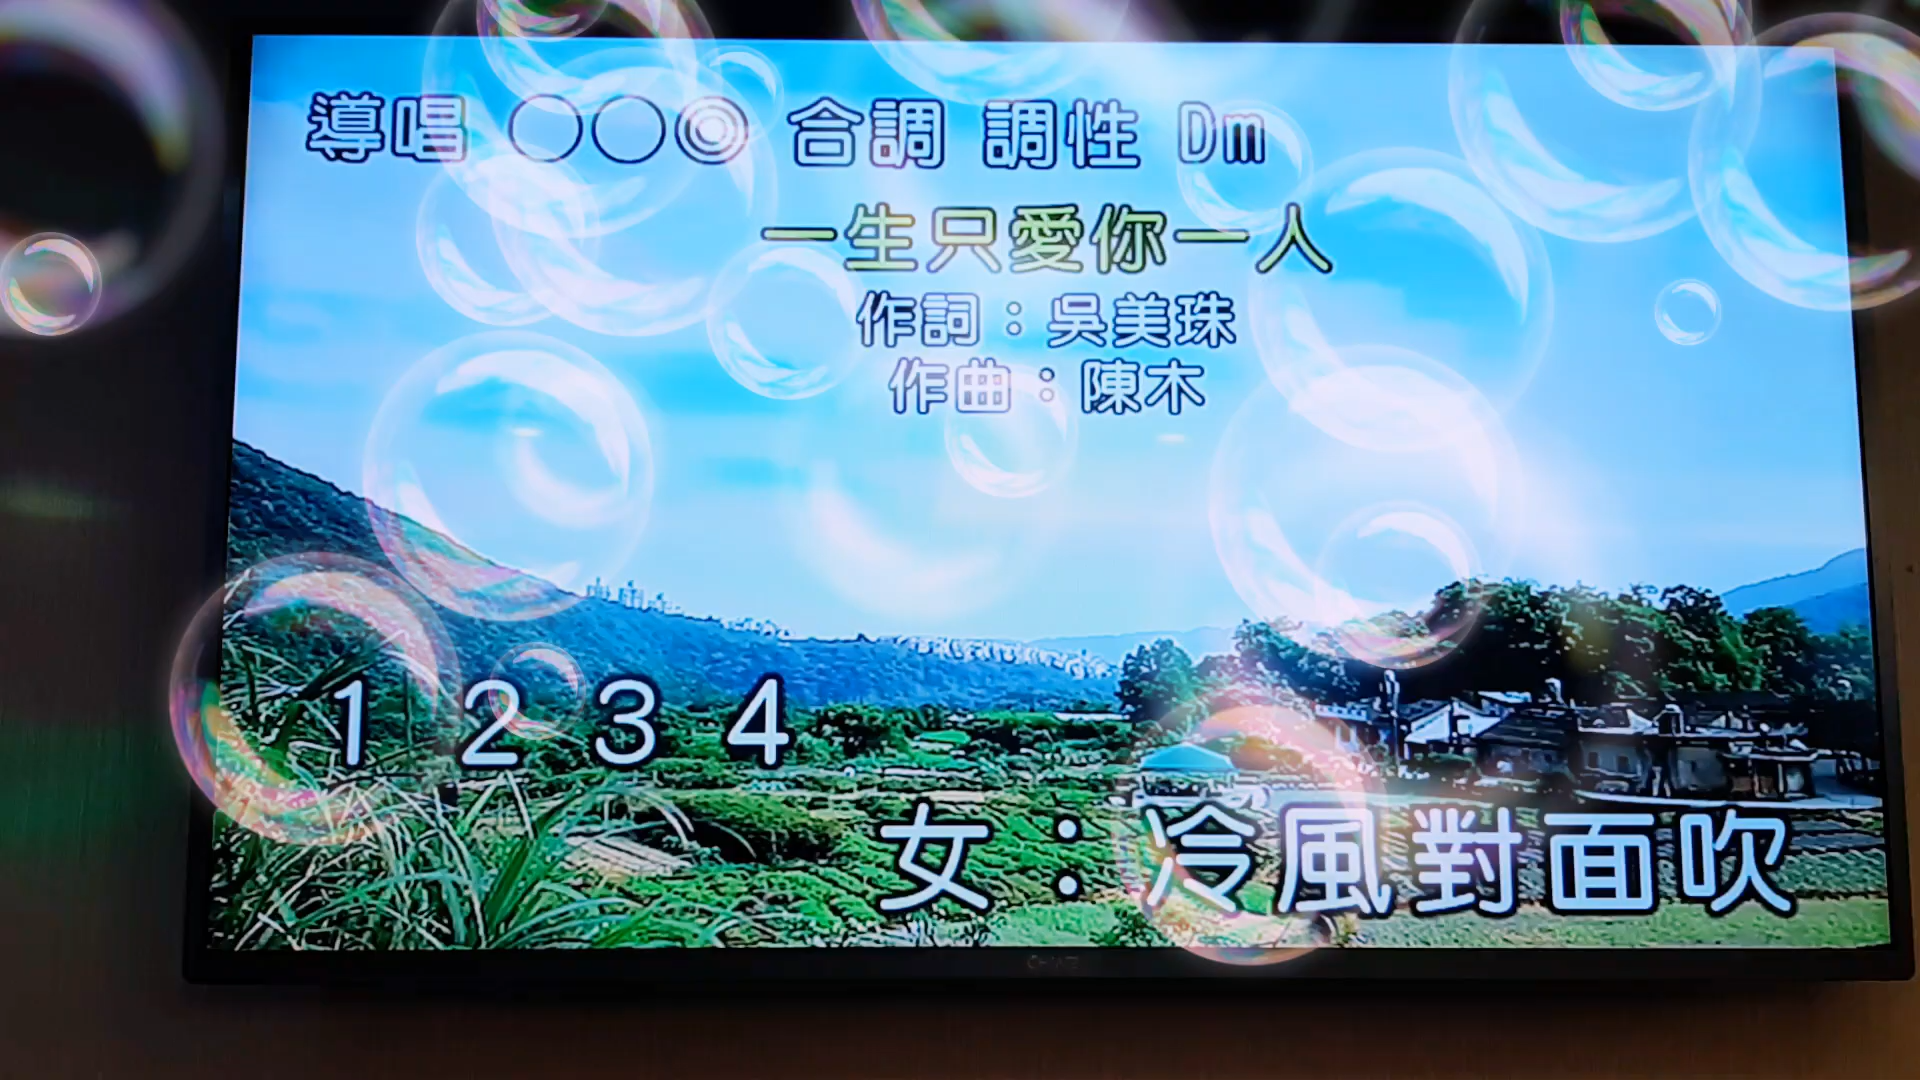 導唱 ○○◎ 合調 調性 Dm
一生只愛你一人
作詞：吳美珠
作曲：陳木
1 2 3 4
女：冷風對面吹